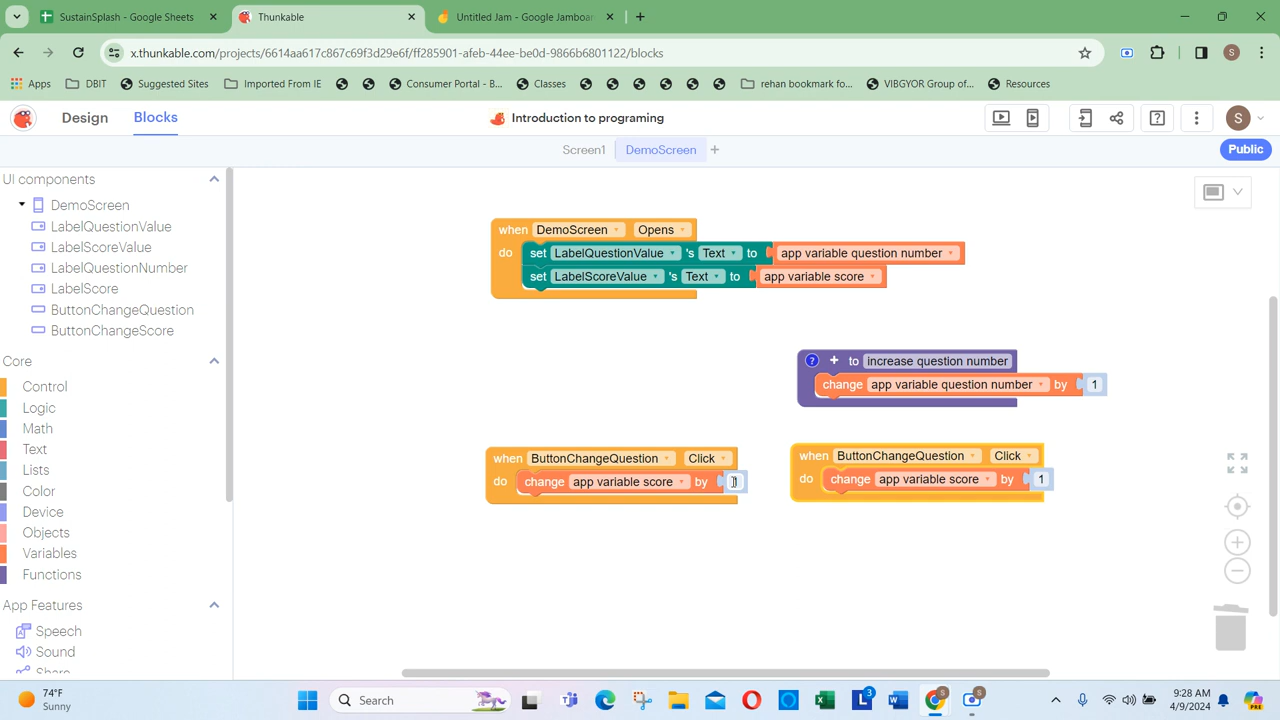 SustainSplash - Google Sheets
Thunkable
Untitled Jam - Google Jamboar
x.thunkable.com/projects/6614aa617c867c69f3d29e6f/ff285901-afeb-44ee-be0d-9866b6801122/blocks
S
Apps
DBIT
Suggested Sites
Imported From IE
Consumer Portal - B...
Classes
rehan bookmark fo...
VIBGYOR Group of...
Resources
Design
Blocks
Introduction to programing
S
Screen1
DemoScreen
Public
UI components
DemoScreen
LabelQuestionValue
LabelScoreValue
LabelQuestionNumber
LabelScore
ButtonChangeQuestion
ButtonChangeScore
Core
Control
Logic
Math
Text
Lists
Color
Device
Objects
Variables
Functions
App Features
Speech
Sound
Share
when DemoScreen Opens
do set LabelQuestionValue 's Text to app variable question number
set LabelScoreValue 's Text to app variable score
? + to increase question number
change app variable question number by 1
when ButtonChangeQuestion Click
do change app variable score by
when ButtonChangeQuestion Click
do change app variable score by 1
74°F
Sunny
Search
L 3
S
S
9:28 AM
4/9/2024
PRE